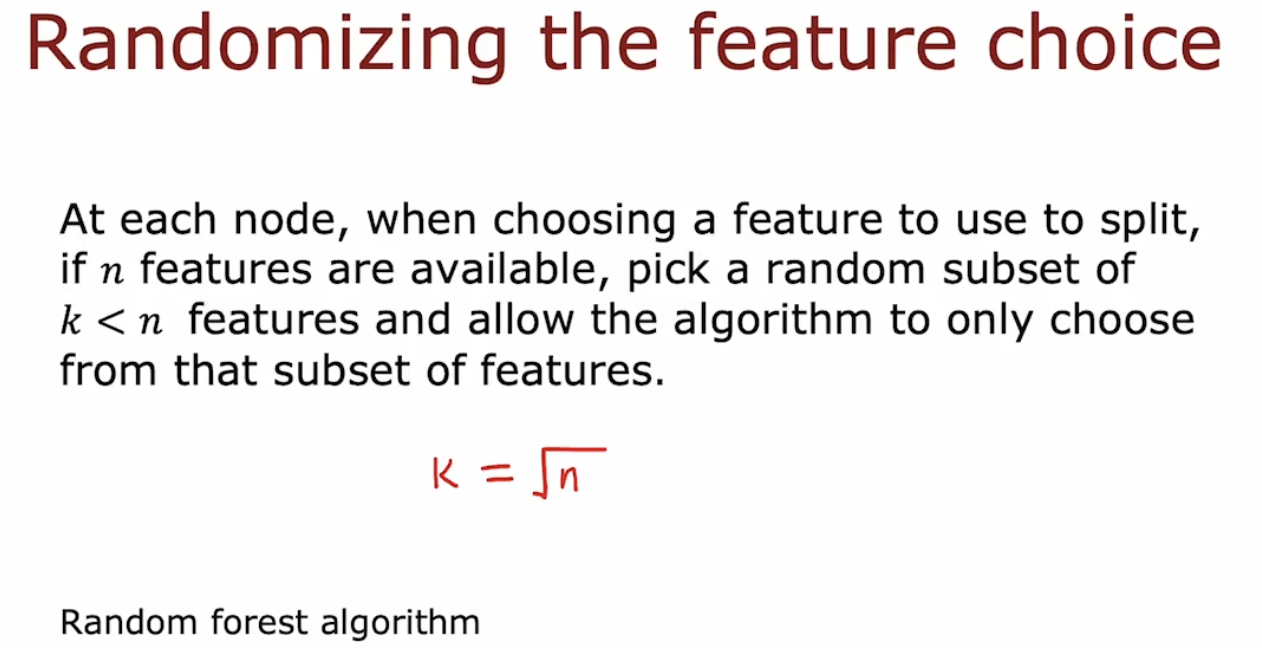 Randomizing the feature choice
At each node, when choosing a feature to use to split,
if n features are available, pick a random subset of
k < n features and allow the algorithm to only choose
from that subset of features.
K = √n
Random forest algorithm